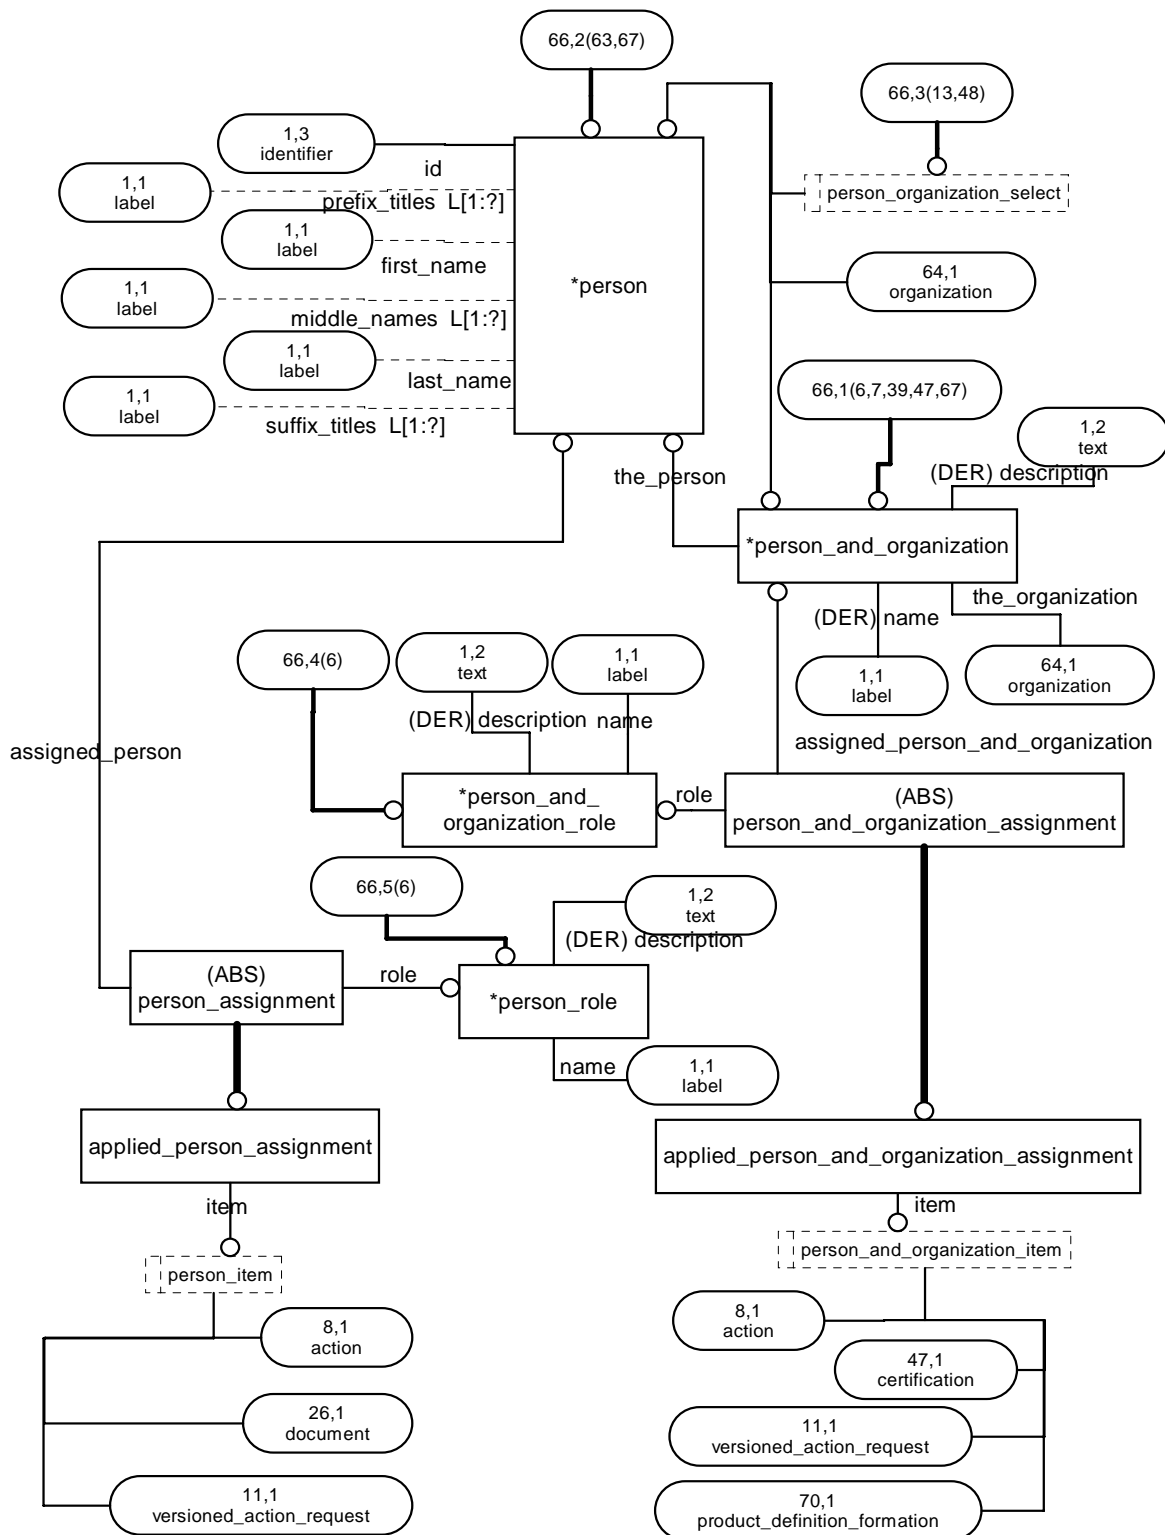 66,2(63,67)
66,3(13,48)
1,3
identifier
id
1,1
label
prefix_titles L[1:?]
person_organization_select
1,1
label
first_name
64,1
organization
*person
1,1
label
middle_names L[1:?]
1,1
label
last_name
66,1(6,7,39,47,67)
1,1
label
suffix_titles L[1:?]
1,2
text
the_person
(DER) description
*person_and_organization
the_organization
(DER) name
66,4(6)
1,2
text
1,1
label
1,1
label
64,1
organization
(DER) description
name
assigned_person
assigned_person_and_organization
*person_and_
organization_role
role
(ABS)
person_and_organization_assignment
66,5(6)
1,2
text
(DER) description
(ABS)
person_assignment
role
*person_role
name
1,1
label
applied_person_assignment
applied_person_and_organization_assignment
item
item
person_item
person_and_organization_item
8,1
action
8,1
action
47,1
certification
26,1
document
11,1
versioned_action_request
11,1
versioned_action_request
70,1
product_definition_formation